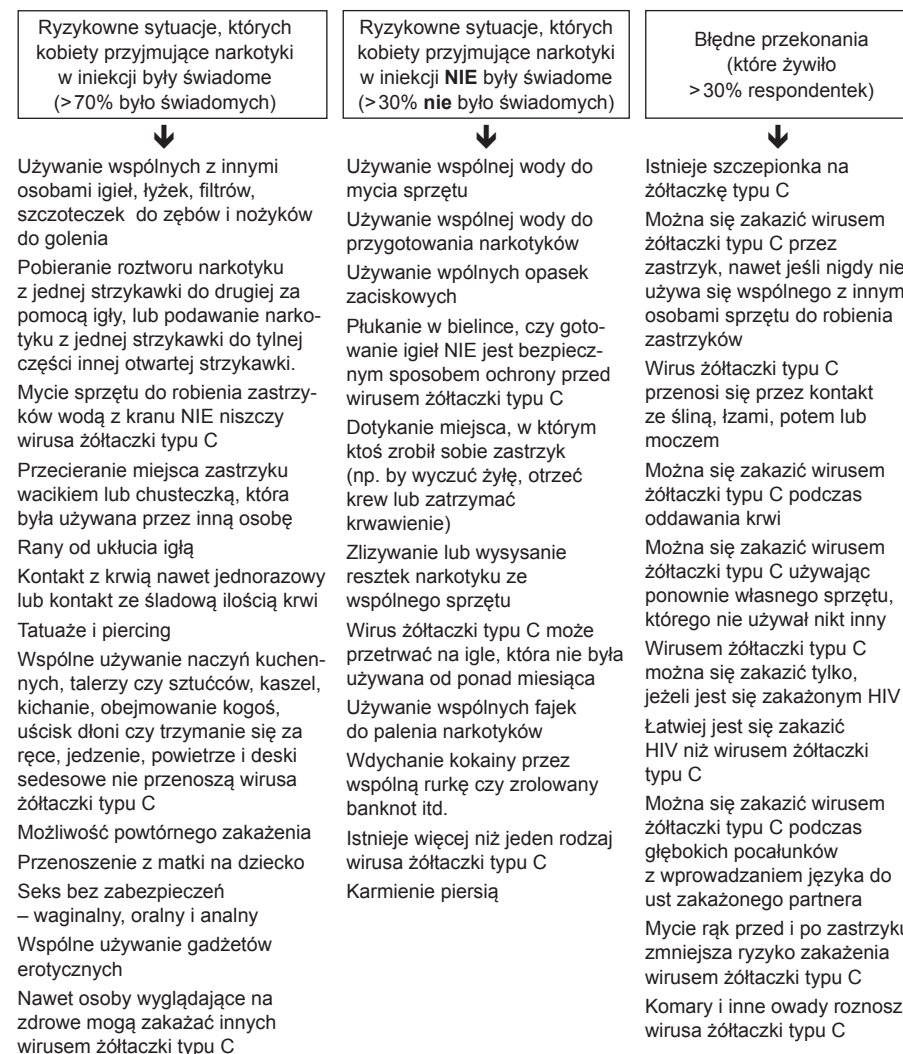 Ryzykowne sytuacje, których
kobiety przyjmujące narkotyki
w iniekcji były świadome
(>70% było świadomych)
Używanie wspólnych z innymi
osobami igieł, łyżek, filtrów,
szczoteczek do zębów i nożyków
do golenia
Pobieranie roztworu narkotyku
z jednej strzykawki do drugiej za
pomocą igły, lub podawanie narko-
tyku z jednej strzykawki do tylnej
części innej otwartej strzykawki.
Mycie sprzętu do robienia zastrzy-
ków wodą z kranu NIE niszczy
wirusa żółtaczki typu C
Przecieranie miejsca zastrzyku
wacikiem lub chusteczką, która
była używana przez inną osobę
Rany od ukłucia igłą
Kontakt z krwią nawet jednorazowy
lub kontakt ze śladową ilością krwi
Tatuaże i piercing
Wspólne używanie naczyń kuchen-
nych, talerzy czy sztućców, kaszel,
kichanie, obejmowanie kogoś,
uścisk dłoni czy trzymanie się za
ręce, jedzenie, powietrze i deski
sedesowe nie przenoszą wirusa
żółtaczki typu C
Możliwość powtórnego zakażenia
Przenoszenie z matki na dziecko
Seks bez zabezpieczeń
– waginalny, oralny i analny
Wspólne używanie gadżetów
erotycznych
Nawet osoby wyglądające na
zdrowe mogą zakażać innych
wirusem żółtaczki typu C
Ryzykowne sytuacje, których
kobiety przyjmujące narkotyki
w iniekcji NIE były świadome
(>30% nie było świadomych)
Używanie wspólnej wody do
mycia sprzętu
Używanie wspólnej wody do
przygotowania narkotyków
Używanie wpólnych opasek
zaciskowych
Płukanie w bielince, czy goto-
wanie igieł NIE jest bezpiecz-
nym sposobem ochrony przed
wirusem żółtaczki typu C
Dotykanie miejsca, w którym
ktoś zrobił sobie zastrzyk
(np. by wyczuć żyłę, otrzeć
krew lub zatrzymać
krwawienie)
Zlizywanie lub wysysanie
resztek narkotyku ze
wspólnego sprzętu
Wirus żółtaczki typu C może
przetrwać na igle, która nie była
używana od ponad miesiąca
Używanie wspólnych fajek
do palenia narkotyków
Wdychanie kokainy przez
wspólną rurkę czy zrolowany
banknot itd.
Istnieje więcej niż jeden rodzaj
wirusa żółtaczki typu C
Karmienie piersią
Błędne przekonania
(które żywiło
>30% respondentek)
Istnieje szczepionka na
żółtaczkę typu C
Można się zakazić wirusem
żółtaczki typu C przez
zastrzyk, nawet jeśli nigdy nie
używa się wspólnego z innym
osobami sprzętu do robienia
zastrzyków
Wirus żółtaczki typu C
przenosi się przez kontakt
ze śliną, łzami, potem lub
moczem
Można się zakazić wirusem
żółtaczki typu C podczas
oddawania krwi
Można się zakazić wirusem
żółtaczki typu C używając
ponownie własnego sprzętu,
którego nie używał nikt inny
Wirusem żółtaczki typu C
można się zakazić tylko,
jeżeli jest się zakażonym HIV
Łatwiej jest się zakazić
HIV niż wirusem żółtaczki
typu C
Można się zakazić wirusem
żółtaczki typu C podczas
głębokich pocałunków
z wprowadzaniem języka do
ust zakażonego partnera
Mycie rąk przed i po zastrzyku
zmniejsza ryzyko zakażenia
wirusem żółtaczki typu C
Komary i inne owady roznosz
wirusa żółtaczki typu C